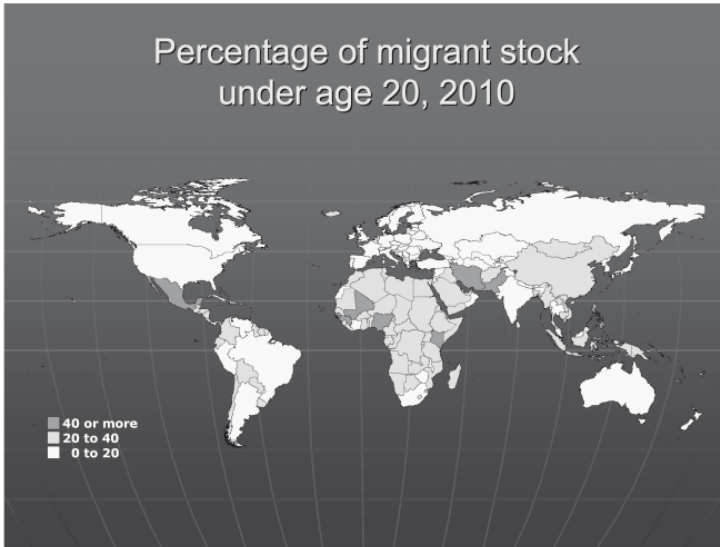 Percentage of migrant stock
under age 20, 2010
40 or more
20 to 40
0 to 20